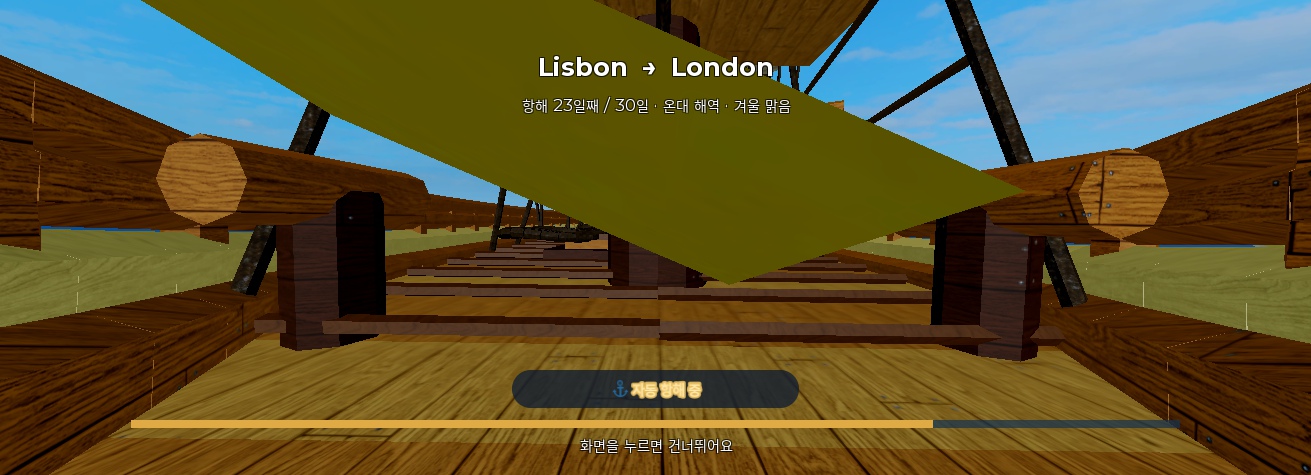 Lisbon → London
항해 23일째 / 30일 · 온대 해역 · 겨울 맑음
⚓ 자동 항해 중
화면을 누르면 건너뛰어요